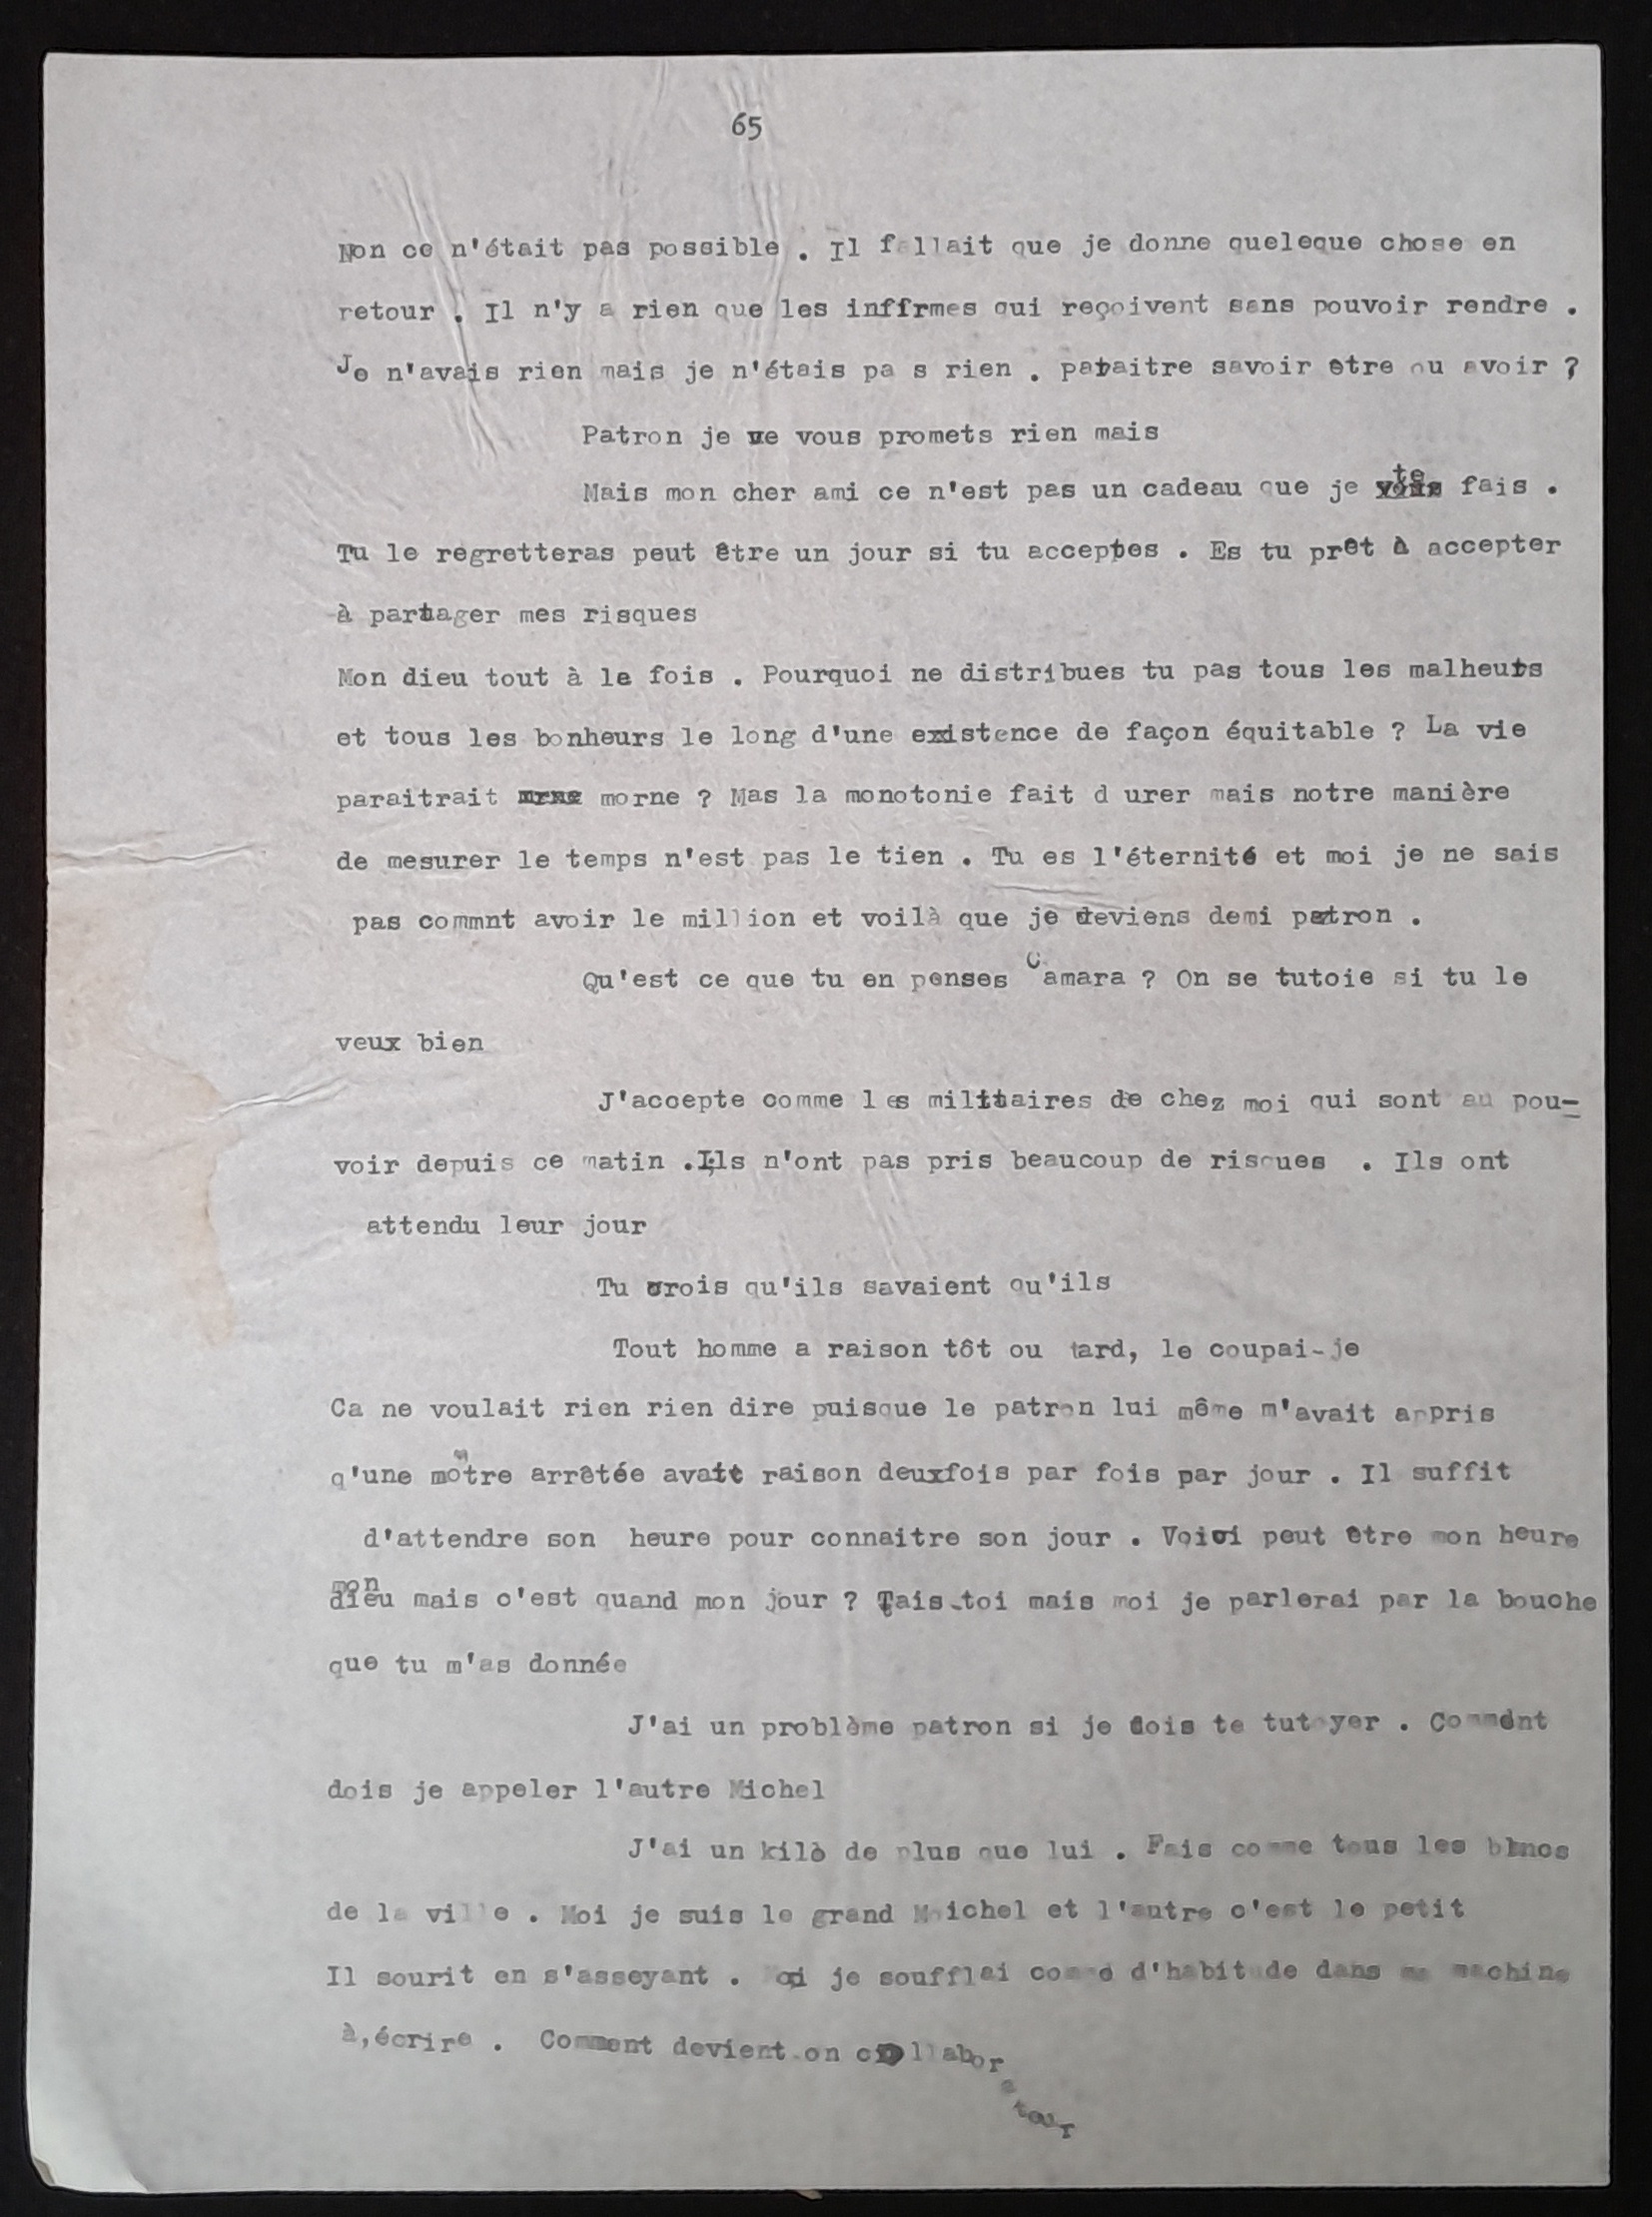 65
Non ce n'était pas possible . Il fallait que je donne queleque chose en
retour . Il n'y a rien que les inffrmes qui reçoivent sans pouvoir rendre .
Je n'avais rien mais je n'étais pa s rien . paraitre savoir etre ou avoir ?
Patron je ne vous promets rien mais
Mais mon cher ami ce n'est pas un cadeau que je te fais .
Tu le regretteras peut être un jour si tu acceptes . Es tu prêt à accepter
à partager mes risques
Mon dieu tout à le fois . Pourquoi ne distribues tu pas tous les malheurs
et tous les bonheurs le long d'une existence de façon équitable ? La vie
paraitrait mrne morne ? Mas la monotonie fait d urer mais notre manière
de mesurer le temps n'est pas le tien . Tu es l'éternité et moi je ne sais
pas commnt avoir le million et voilà que je deviens demi patron .
Qu'est ce que tu en penses Camara ? On se tutoie si tu le
veux bien
J'accepte comme les militaires de chez moi qui sont au pou-
voir depuis ce matin .Ils n'ont pas pris beaucoup de risques . Ils ont
attendu leur jour
Tu crois qu'ils savaient qu'ils
Tout homme a raison tôt ou tard, le coupai-je
Ca ne voulait rien rien dire puisque le patron lui même m'avait appris
q'une motre arrêtée avait raison deuxfois par fois par jour . Il suffit
d'attendre son heure pour connaitre son jour . Voici peut être mon heure
mon
dieu mais c'est quand mon jour ? Tais-toi mais moi je parlerai par la bouche
que tu m'as donnée
J'ai un problème patron si je dois te tutoyer . Comment
dois je appeler l'autre Michel
J'ai un kilo de plus que lui . Fais comme tous les blncs
de la ville . Moi je suis le grand Michel et l'autre c'est le petit
Il sourit en s'asseyant . Moi je soufflai comme d'habitude dans ma machine
à,écrire . Comment devient-on collaborateur